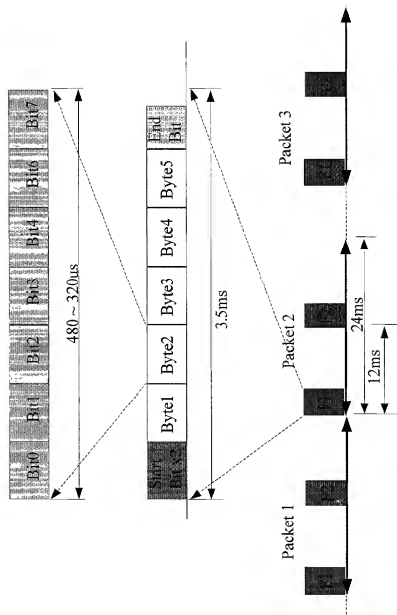 Bit0 Bit1 Bit2 Bit3 Bit4 Bit6 Bit7
480 ~ 320us
Start Byte1 Byte2 Byte3 Byte4 Byte5 End
Bit Bit
3.5ms
Packet 1 Packet 2 Packet 3
24ms
12ms